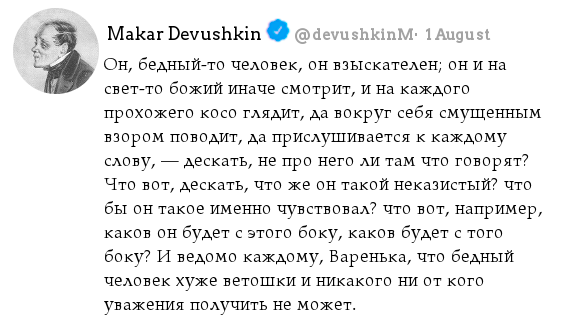 Makar Devushkin @devushkinM· 1 August
Он, бедный-то человек, он взыскателен; он и на
свет-то божий иначе смотрит, и на каждого
прохожего косо глядит, да вокруг себя смущенным
взором поводит, да прислушивается к каждому
слову, — дескать, не про него ли там что говорят?
Что вот, дескать, что же он такой неказистый? что
бы он такое именно чувствовал? что вот, например,
каков он будет с этого боку, каков будет с того
боку? И ведомо каждому, Варенька, что бедный
человек хуже ветошки и никакого ни от кого
уважения получить не может.